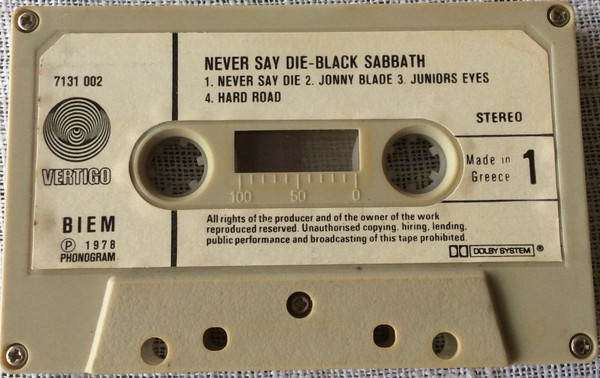 7131 002
VERTIGO
BIEM
℗ 1978
PHONOGRAM
NEVER SAY DIE-BLACK SABBATH
1. NEVER SAY DIE 2. JONNY BLADE 3. JUNIORS EYES
4. HARD ROAD
STEREO
Made in
Greece
1
100 50 0
All rights of the producer and of the owner of the work
reproduced reserved. Unauthorised copying, hiring, lending,
public performance and broadcasting of this tape prohibited.
DOLBY SYSTEM ®